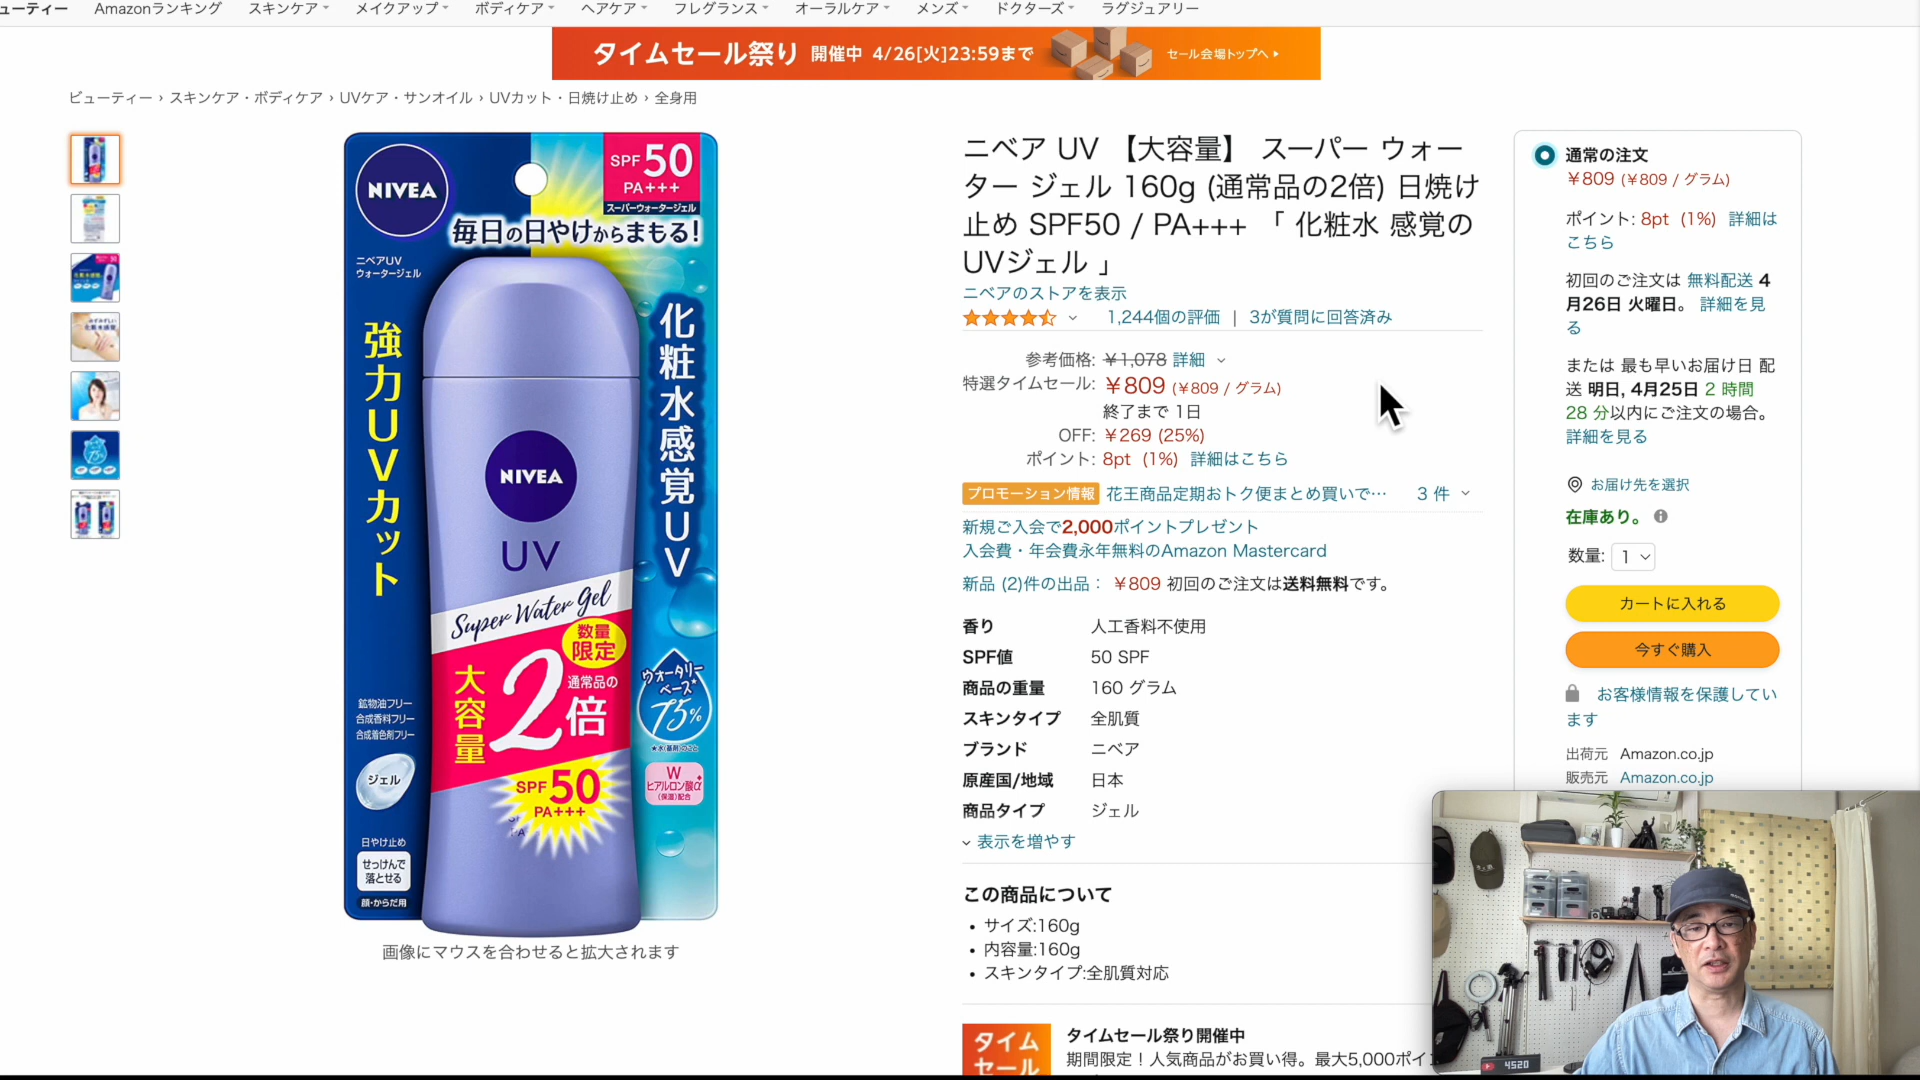 ューティー Amazonランキング スキンケア メイクアップ ボディケア ヘアケア フレグランス オーラルケア メンズ ドクターズ ラグジュアリー
タイムセール祭り 開催中 4/26[火]23:59まで セール会場トップへ
ビューティー › スキンケア・ボディケア › UVケア・サンオイル › UVカット・日焼け止め › 全身用
NIVEA
SPF 50
PA+++
スーパーウォータージェル
毎日の日やけからまもる!
ニベアUV
ウォータージェル
強力UVカット
化粧水感覚UV
NIVEA
UV
Super Water Gel
数量
限定
大容量
2倍
通常品の
ウォータリー
ベース★
75%
★水(基剤)のこと
鉱物油フリー
合成香料フリー
合成着色剤フリー
ジェル
SPF 50
PA+++
W
ヒアルロン酸α
(保湿)配合
日やけ止め
せっけんで
落とせる
顔・からだ用
画像にマウスを合わせると拡大されます
ニベア UV 【大容量】 スーパー ウォー
ター ジェル 160g (通常品の2倍) 日焼け
止め SPF50 / PA+++ 「 化粧水 感覚の
UVジェル 」
ニベアのストアを表示
1,244個の評価 | 3が質問に回答済み
参考価格: ￥1,078 詳細
特選タイムセール: ￥809 (￥809 / グラム)
終了まで 1日
OFF: ￥269 (25%)
ポイント: 8pt (1%) 詳細はこちら
プロモーション情報 花王商品定期おトク便まとめ買いで… 3 件
新規ご入会で2,000ポイントプレゼント
入会費・年会費永年無料のAmazon Mastercard
新品 (2)件の出品： ￥809 初回のご注文は送料無料です。
香り 人工香料不使用
SPF値 50 SPF
商品の重量 160 グラム
スキンタイプ 全肌質
ブランド ニベア
原産国/地域 日本
商品タイプ ジェル
表示を増やす
この商品について
• サイズ:160g
• 内容量:160g
• スキンタイプ:全肌質対応
タイム
セール
タイムセール祭り開催中
期間限定！人気商品がお買い得。最大5,000ポイ
通常の注文
￥809 (￥809 / グラム)
ポイント: 8pt (1%) 詳細は
こちら
初回のご注文は 無料配送 4
月26日 火曜日。 詳細を見
る
または 最も早いお届け日 配
送 明日, 4月25日 2 時間
28 分以内にご注文の場合。
詳細を見る
お届け先を選択
在庫あり。
数量: 1
カートに入れる
今すぐ購入
お客様情報を保護してい
ます
出荷元 Amazon.co.jp
販売元 Amazon.co.jp
4520